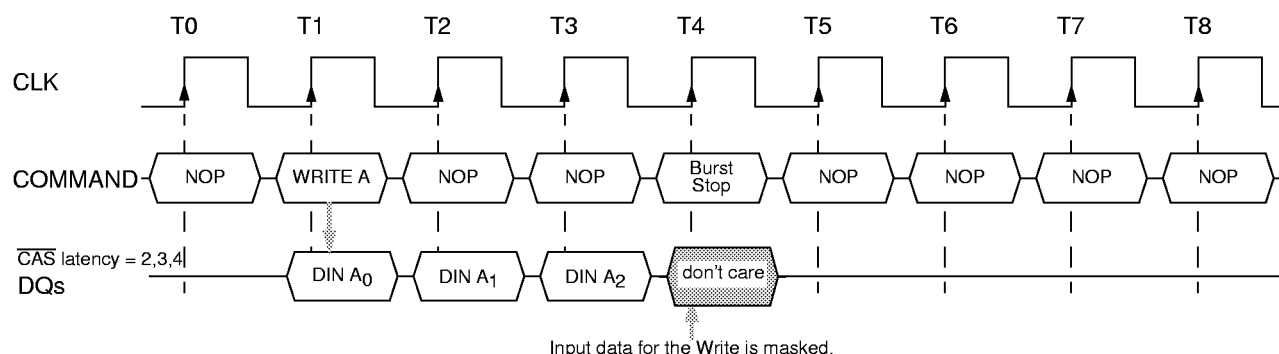 T0 T1 T2 T3 T4 T5 T6 T7 T8
CLK
COMMAND NOP WRITE A NOP NOP Burst Stop NOP NOP NOP NOP
CAS latency = 2,3,4
DQs DIN A0 DIN A1 DIN A2 don't care
Input data for the Write is masked.